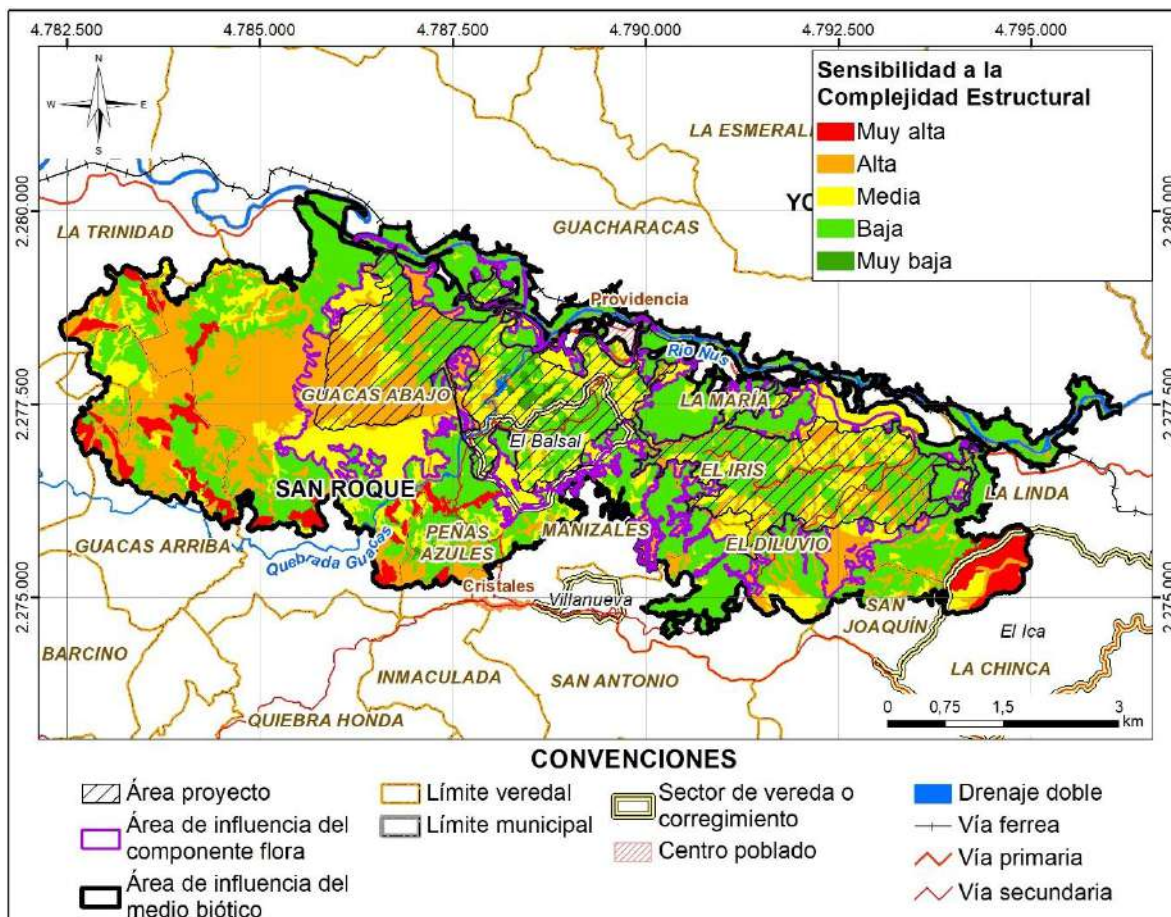 4.782.500
4.785.000
4.787.500
4.790.000
4.792.500
4.795.000
N
W
E
S
Sensibilidad a la
Complejidad Estructural
Muy alta
Alta
Media
Baja
Muy baja
LA ESMERAL
YO
2.280.000
2.280.000
LA TRINIDAD
GUACHARACAS
Providencia
Río Nus
2.277.500
2.277.500
GUACAS ABAJO
LA MARÍA
El Balsal
EL IRIS
SAN ROQUE
LA LINDA
PEÑAS
AZULES
MANIZALES
EL DILUVIO
GUACAS ARRIBA
Quebrada Guacas
2.275.000
2.275.000
Cristales
Villanueva
SAN
JOAQUÍN
El Ica
BARCINO
INMACULADA
SAN ANTONIO
LA CHINCA
QUIEBRA HONDA
0 0,75 1,5 3
km
CONVENCIONES
Área proyecto
Área de influencia del
componente flora
Área de influencia del
medio biótico
Límite veredal
Límite municipal
Sector de vereda o
corregimiento
Centro poblado
Drenaje doble
Vía ferrea
Vía primaria
Vía secundaria